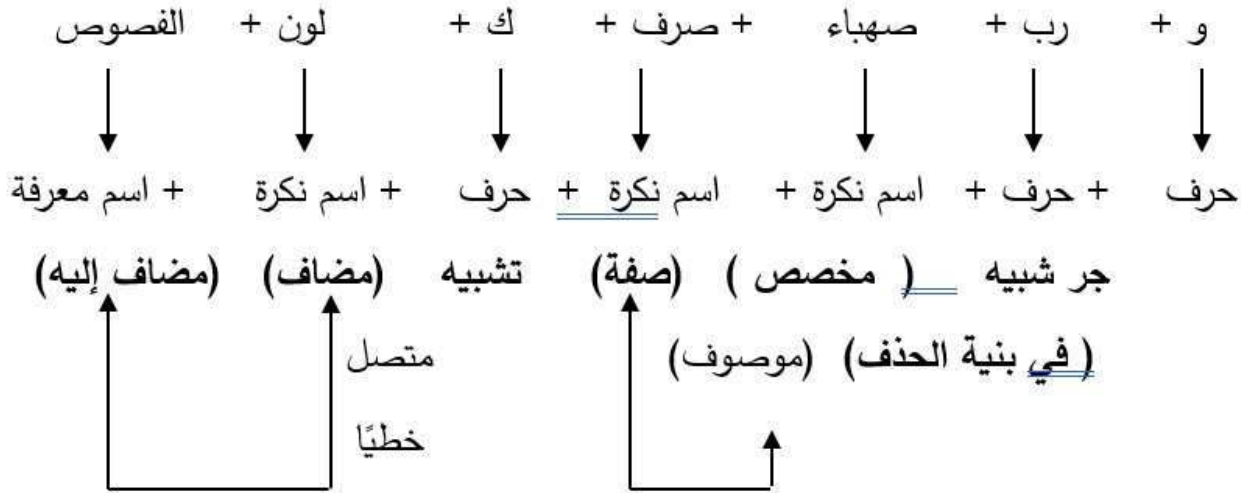 و + رب + صهباء + صرف + ك + لون + الفصوص
حرف + حرف + اسم نكرة + اسم نكرة + حرف + اسم نكرة + اسم معرفة
جر شبيه ( مخصص ) (صفة) تشبيه (مضاف) (مضاف إليه)
( في بنية الحذف) (موصوف) متصل
خطيًا